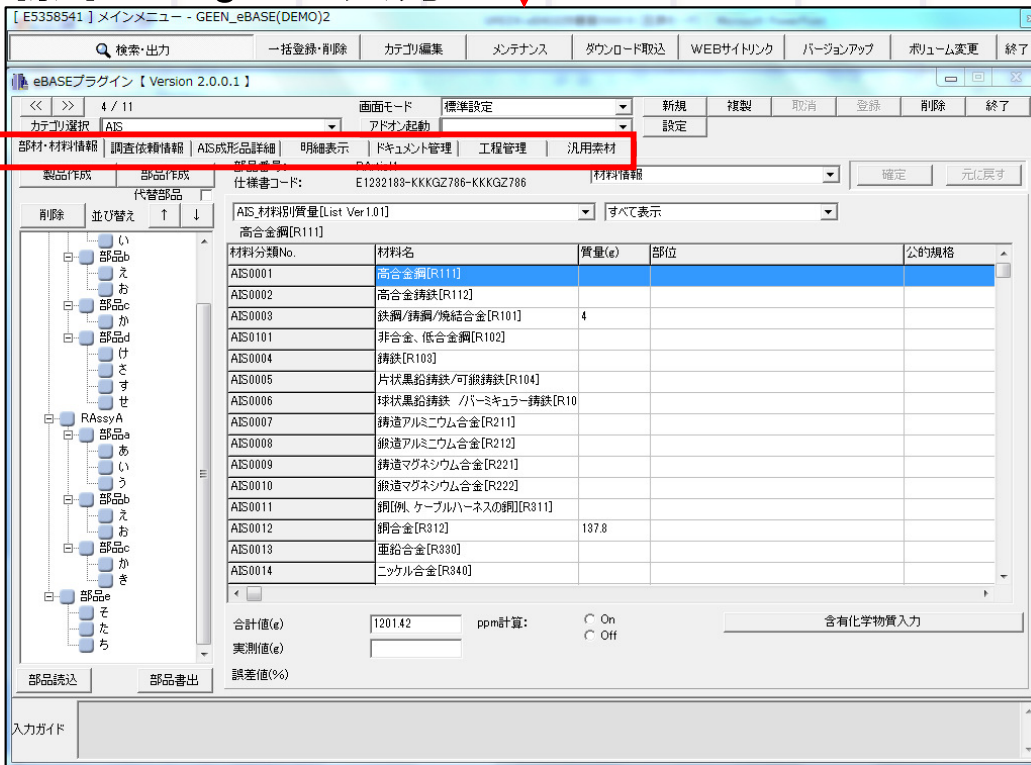 [ E5358541 ] メインメニュー - GEEN_eBASE(DEMO)2
検索・出力 一括登録・削除 カテゴリ編集 メンテナンス ダウンロード取込 WEBサイトリンク バージョンアップ ボリューム変更 終了
eBASEプラグイン【 Version 2.0.0.1 】
<< >> 4 / 11 画面モード 標準設定 新規 複製 取消 登録 削除 終了
カテゴリ選択 AIS アドオン起動 設定
部材・材料情報 調査依頼情報 AIS成形品詳細 明細表示 ドキュメント管理 工程管理 汎用素材
製品作成 部品作成 材料情報 確定 元に戻す
仕様書コード: E1232183-KKKGZ786-KKKGZ786
代替部品
削除 並び替え ↑ ↓ AIS_材料別質量[List Ver1.01] すべて表示
高合金鋼[R111]
材料分類No. 材料名 質量(g) 部位 公的規格
AIS0001 高合金鋼[R111]
AIS0002 高合金鋳鉄[R112]
AIS0003 鉄鋼/鋳鋼/焼結合金[R101] 4
AIS0101 非合金、低合金鋼[R102]
AIS0004 鋳鉄[R103]
AIS0005 片状黒鉛鋳鉄/可鍛鋳鉄[R104]
AIS0006 球状黒鉛鋳鉄 /バーミキュラー鋳鉄[R10
AIS0007 鋳造アルミニウム合金[R211]
AIS0008 鍛造アルミニウム合金[R212]
AIS0009 鋳造マグネシウム合金[R221]
AIS0010 鍛造マグネシウム合金[R222]
AIS0011 銅[例、ケーブルハーネスの銅][R311]
AIS0012 銅合金[R312] 137.8
AIS0013 亜鉛合金[R330]
AIS0014 ニッケル合金[R340]
い
部品b
え
お
部品c
か
部品d
け
さ
す
せ
RAssyA
部品a
あ
い
う
部品b
え
お
部品c
か
き
部品e
そ
た
ち
合計値(g) 1201.42 ppm計算: On Off 含有化学物質入力
実測値(g)
誤差値(%)
部品読込 部品書出
入力ガイド